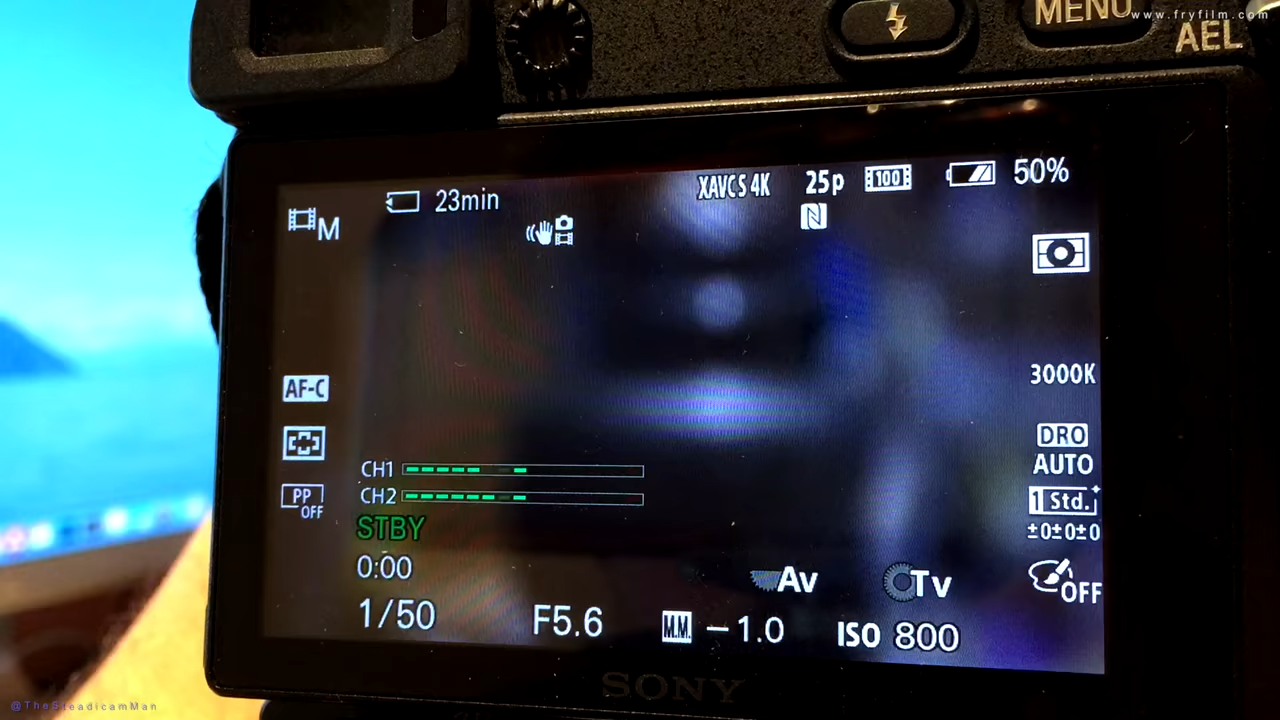 MENU
www.fryfilm.com
AEL
M
23min
XAVC S 4K
25p
100
50%
N
AF-C
3000K
DRO
AUTO
PP
OFF
1 Std.
±0±0±0
CH1
CH2
STBY
0:00
Av
Tv
OFF
1/50
F5.6
M.M.
−1.0
ISO 800
SONY
@TheSteadicamMan